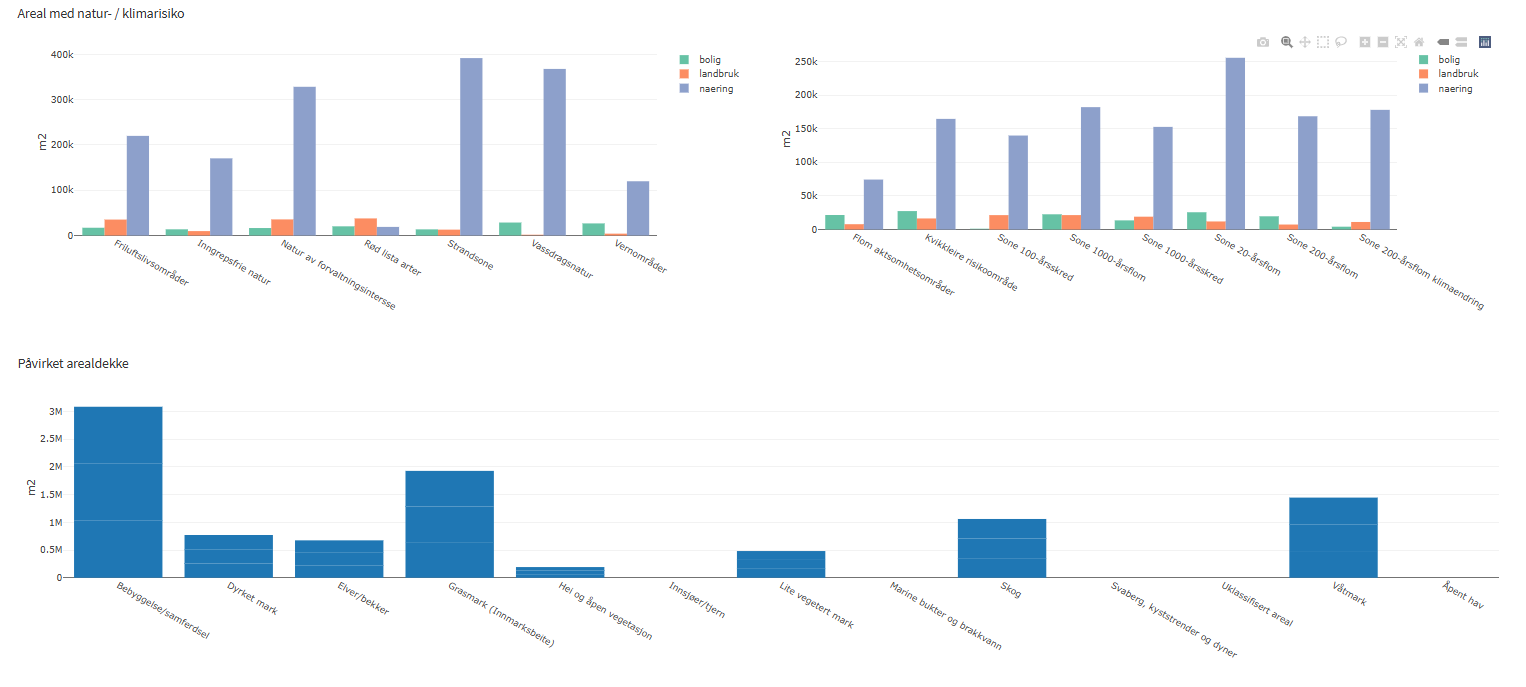 Areal med natur- / klimarisiko
400k
300k
200k
100k
0
m2
Friluftslivsområder
Inngrepsfrie natur
Natur av forvaltningsintersse
Rød lista arter
Strandsone
Vassdragsnatur
Vernområder
bolig
landbruk
naering
250k
200k
150k
100k
50k
0
m2
Flom aktsomhetsområder
Kvikkleire risikoområde
Sone 100-årsskred
Sone 1000-årsflom
Sone 1000-årsskred
Sone 20-årsflom
Sone 200-årsflom
Sone 200-årsflom klimaendring
bolig
landbruk
naering
Påvirket arealdekke
3M
2.5M
2M
1.5M
1M
0.5M
0
m2
Bebyggelse/samferdsel
Dyrket mark
Elver/bekker
Grasmark (Innmarksbeite)
Hei og åpen vegetasjon
Innsjøer/tjern
Lite vegetert mark
Marine bukter og brakkvann
Skog
Svaberg, kyststrender og dyner
Uklassifisert areal
Våtmark
Åpent hav